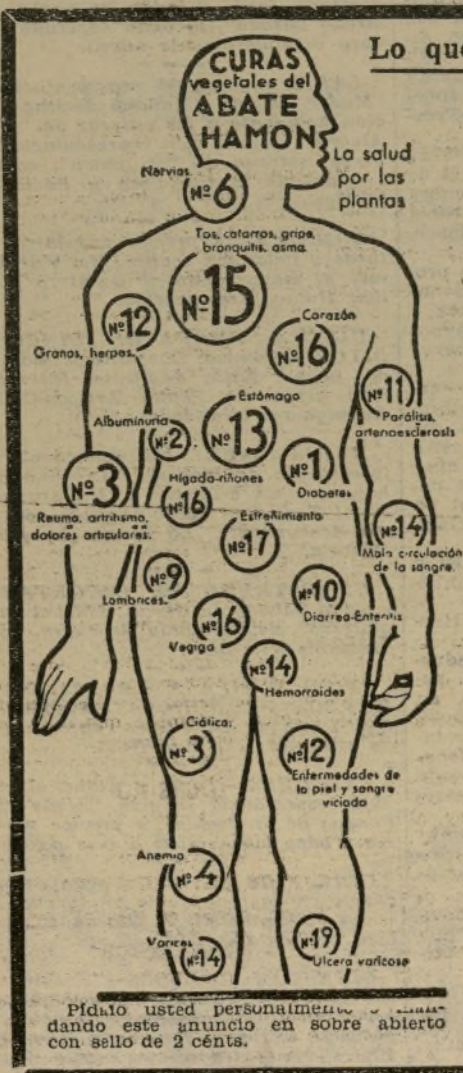 Lo que
CURAS
vegetales del
ABATE
HAMON
La salud
por las
plantas
Nervios.
Nº6
Tos, catarros, gripe,
bronquitis, asma
Nº15
Nº12
Granos, herpes.
Corazón
Nº16
Nº11
Parálisis,
arterioesclerosis
Albuminuria
Nº2
Estómago
Nº13
Nº1
Diabetes
Nº3
Reuma, artritismo,
dolores articulares.
Hígado-riñones
Nº16
Estreñimiento
Nº17
Nº14
Mala circulación
de la sangre.
Nº9
Lombrices.
Nº10
Diarrea-Enteritis
Nº16
Vegiga
Nº14
Hemorroides
Ciática.
Nº3
Nº12
Enfermedades de
la piel y sangre
viciada
Anemia
Nº4
Varices
Nº14
Nº19
Ulcera varicosa
Pídalo usted personalmente
dando este anuncio en sobre abierto
con sello de 2 cénts.